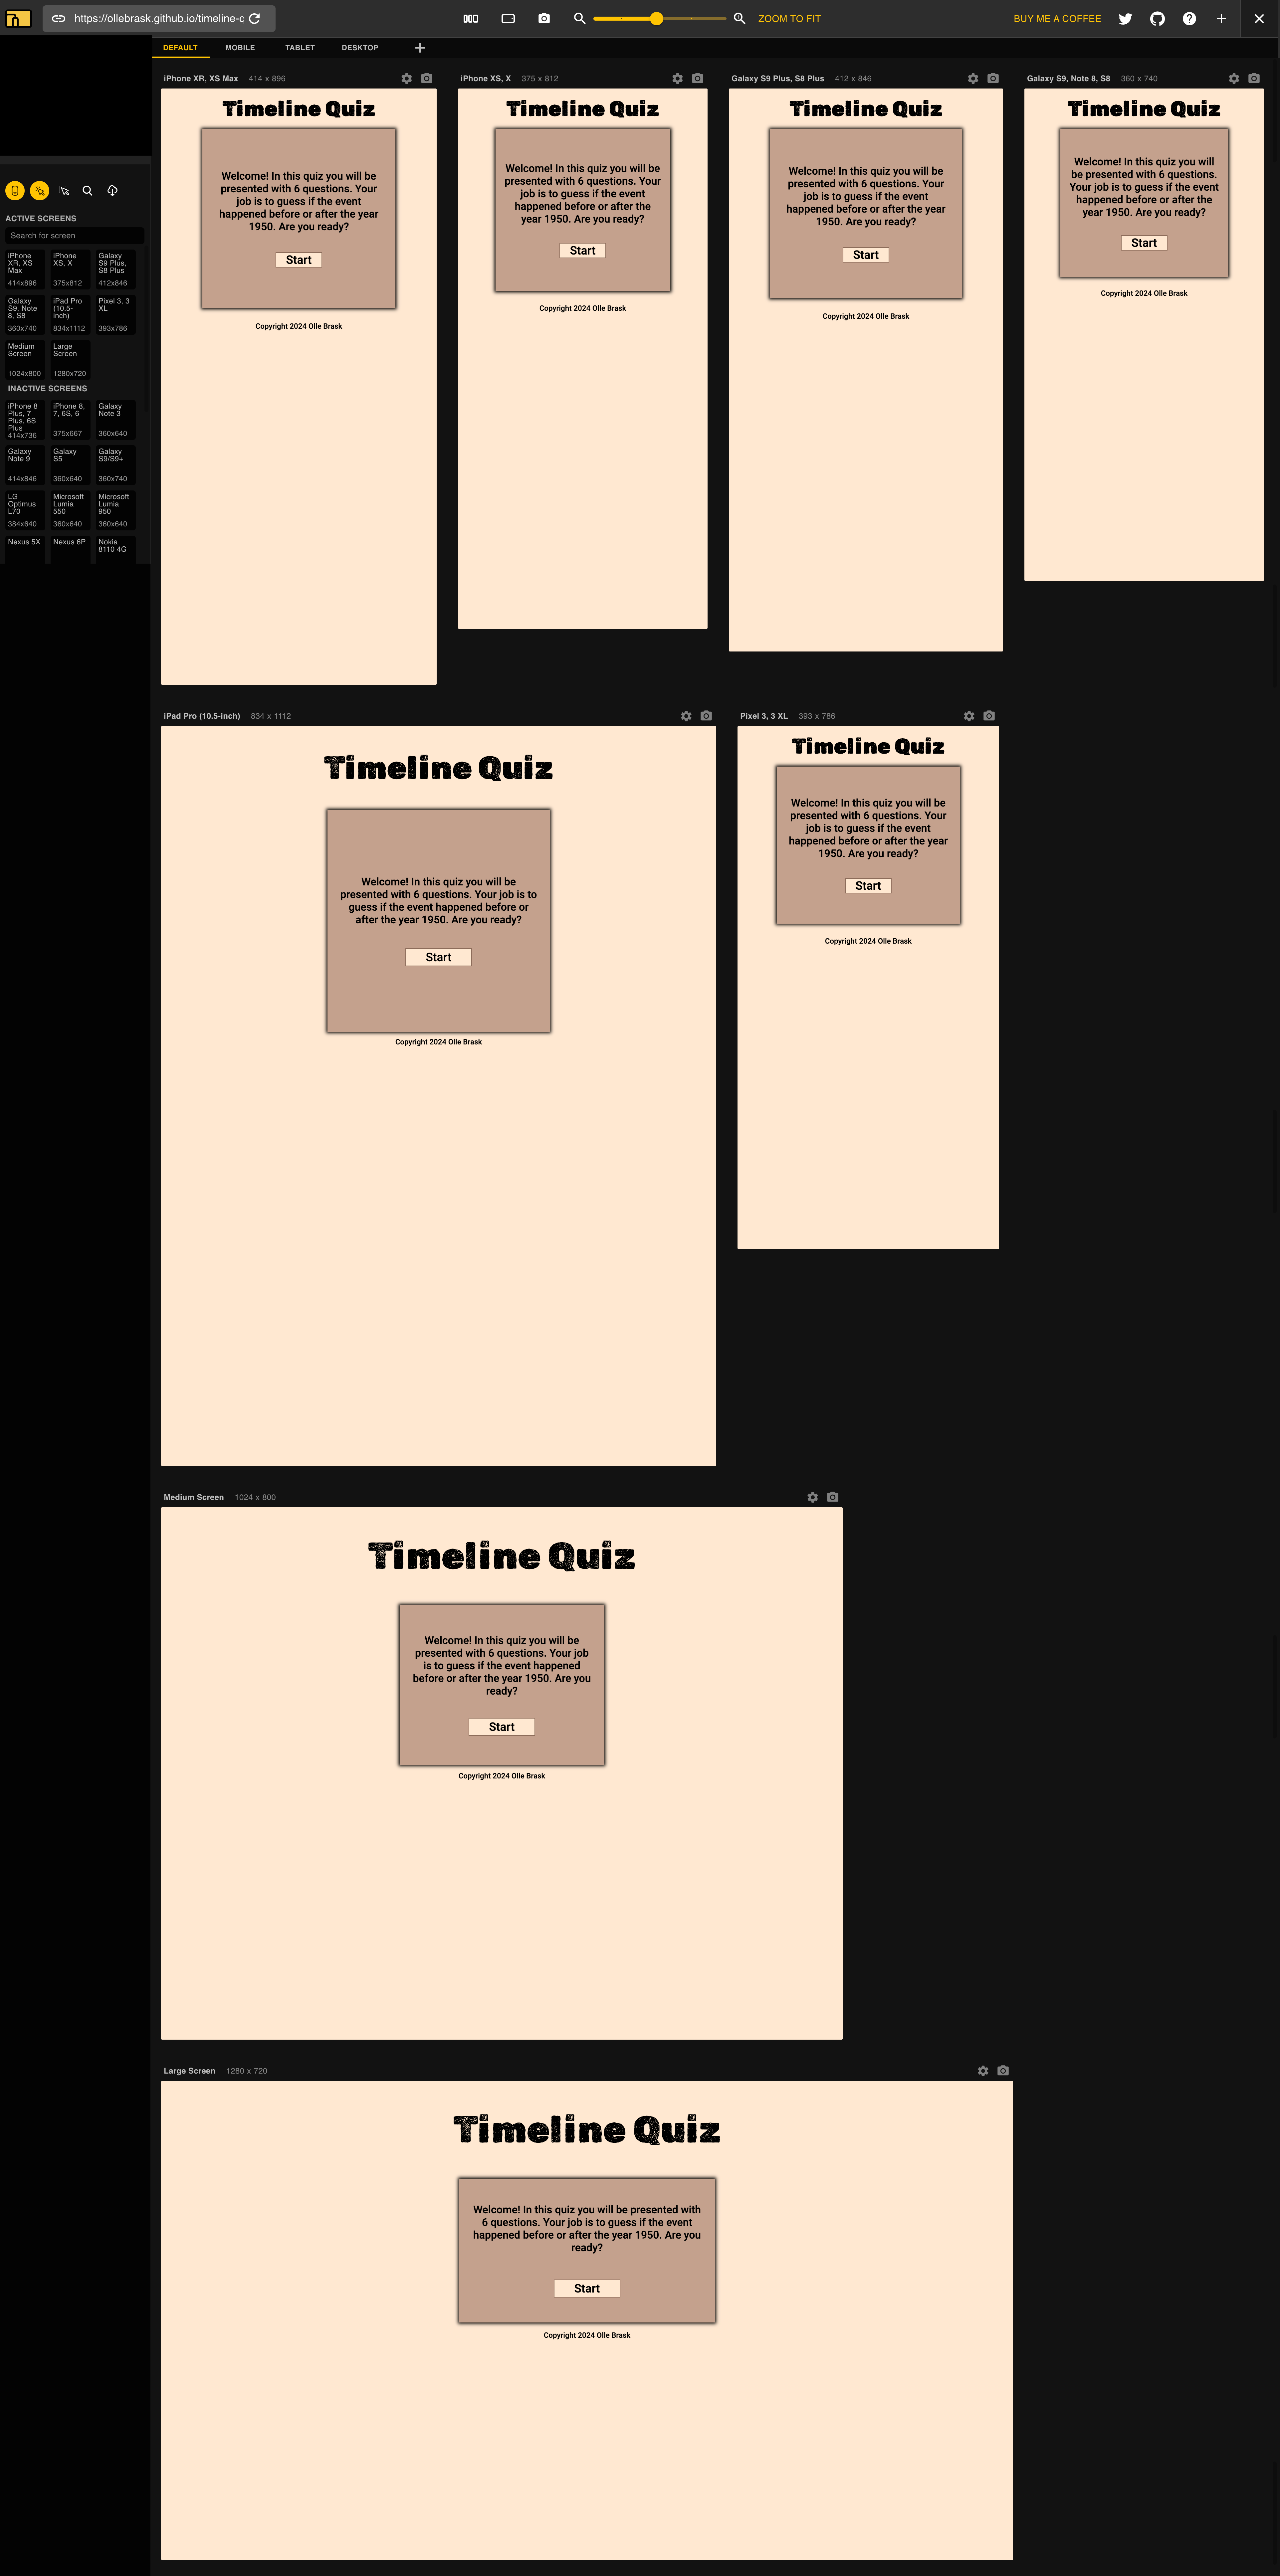 https://ollebrask.github.io/timeline-c
ZOOM TO FIT
BUY ME A COFFEE
DEFAULT
MOBILE
TABLET
DESKTOP
ACTIVE SCREENS
Search for screen
iPhone
XR, XS
Max
414x896
iPhone
XS, X
375x812
Galaxy
S9 Plus,
S8 Plus
412x846
Galaxy
S9, Note
8, S8
360x740
iPad Pro
(10.5-
inch)
834x1112
Pixel 3, 3
XL
393x786
Medium
Screen
1024x800
Large
Screen
1280x720
INACTIVE SCREENS
iPhone 8
Plus, 7
Plus, 6S
Plus
414x736
iPhone 8,
7, 6S, 6
375x667
Galaxy
Note 3
360x640
Galaxy
Note 9
414x846
Galaxy
S5
360x640
Galaxy
S9/S9+
360x740
LG
Optimus
L70
384x640
Microsoft
Lumia
550
360x640
Microsoft
Lumia
950
360x640
Nexus 5X
Nexus 6P
Nokia
8110 4G
iPhone XR, XS Max 414 x 896
Timeline Quiz
Welcome! In this quiz you will be
presented with 6 questions. Your
job is to guess if the event
happened before or after the year
1950. Are you ready?
Start
Copyright 2024 Olle Brask
iPhone XS, X 375 x 812
Timeline Quiz
Welcome! In this quiz you will be
presented with 6 questions. Your
job is to guess if the event
happened before or after the
year 1950. Are you ready?
Start
Copyright 2024 Olle Brask
Galaxy S9 Plus, S8 Plus 412 x 846
Timeline Quiz
Welcome! In this quiz you will be
presented with 6 questions. Your
job is to guess if the event
happened before or after the year
1950. Are you ready?
Start
Copyright 2024 Olle Brask
Galaxy S9, Note 8, S8 360 x 740
Timeline Quiz
Welcome! In this quiz you will
be presented with 6 questions.
Your job is to guess if the event
happened before or after the
year 1950. Are you ready?
Start
Copyright 2024 Olle Brask
iPad Pro (10.5-inch) 834 x 1112
Timeline Quiz
Welcome! In this quiz you will be
presented with 6 questions. Your job is to
guess if the event happened before or
after the year 1950. Are you ready?
Start
Copyright 2024 Olle Brask
Pixel 3, 3 XL 393 x 786
Timeline Quiz
Welcome! In this quiz you will be
presented with 6 questions. Your
job is to guess if the event
happened before or after the year
1950. Are you ready?
Start
Copyright 2024 Olle Brask
Medium Screen 1024 x 800
Timeline Quiz
Welcome! In this quiz you will be
presented with 6 questions. Your job
is to guess if the event happened
before or after the year 1950. Are you
ready?
Start
Copyright 2024 Olle Brask
Large Screen 1280 x 720
Timeline Quiz
Welcome! In this quiz you will be presented with
6 questions. Your job is to guess if the event
happened before or after the year 1950. Are you
ready?
Start
Copyright 2024 Olle Brask